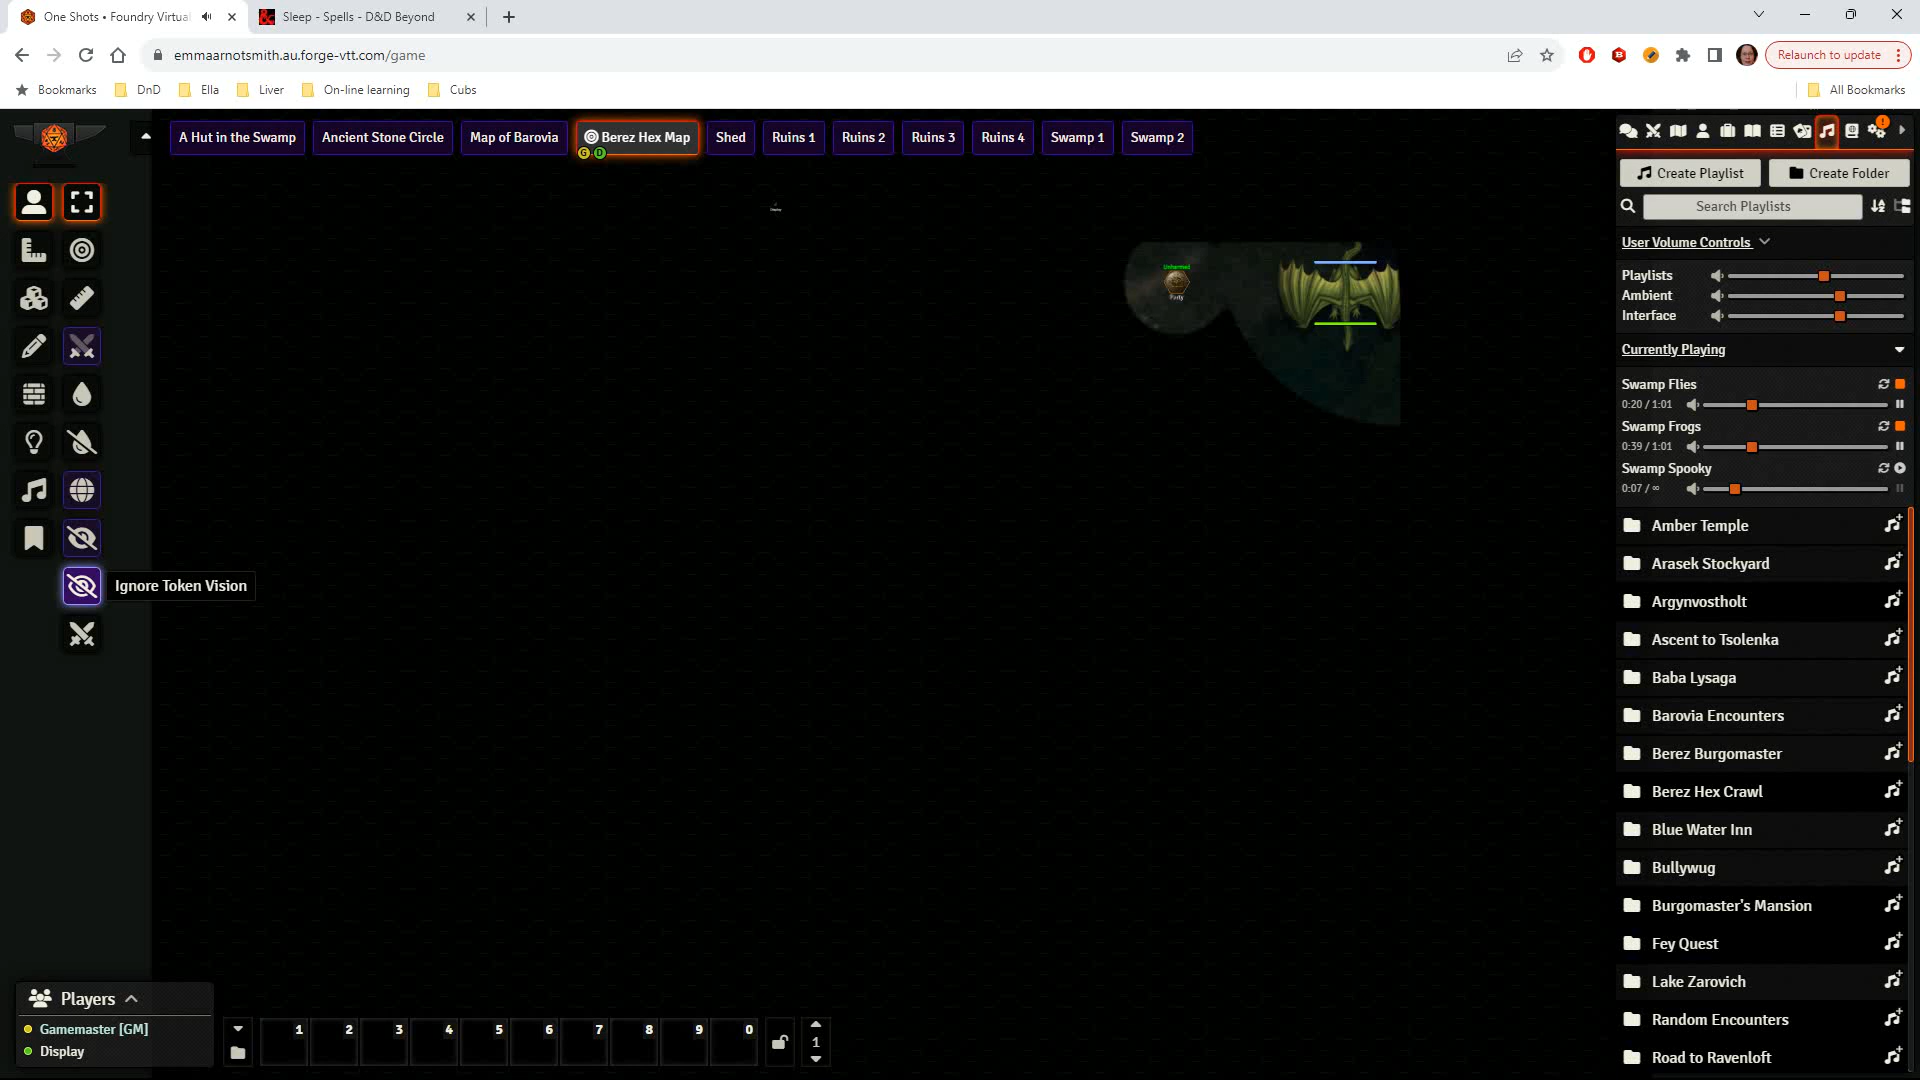 One Shots • Foundry Virtual
Sleep - Spells - D&D Beyond
emmaarnotsmith.au.forge-vtt.com/game
Relaunch to update
Bookmarks
DnD
Ella
Liver
On-line learning
Cubs
All Bookmarks
A Hut in the Swamp
Ancient Stone Circle
Map of Barovia
Berez Hex Map
G D
Shed
Ruins 1
Ruins 2
Ruins 3
Ruins 4
Swamp 1
Swamp 2
Display
Unharmed
Party
Ignore Token Vision
Create Playlist
Create Folder
Search Playlists
User Volume Controls
Playlists
Ambient
Interface
Currently Playing
Swamp Flies
0:20 / 1:01
Swamp Frogs
0:39 / 1:01
Swamp Spooky
0:07 / ∞
Amber Temple
Arasek Stockyard
Argynvostholt
Ascent to Tsolenka
Baba Lysaga
Barovia Encounters
Berez Burgomaster
Berez Hex Crawl
Blue Water Inn
Bullywug
Burgomaster's Mansion
Fey Quest
Lake Zarovich
Random Encounters
Road to Ravenloft
Players
Gamemaster [GM]
Display
1 2 3 4 5 6 7 8 9 0
1